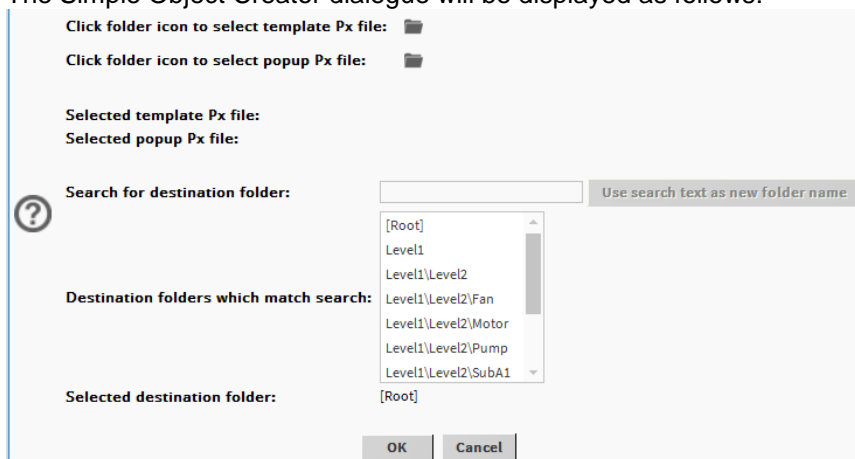 The Simple Object Creator dialogue will be displayed as follows:
Click folder icon to select template Px file:
Click folder icon to select popup Px file:
Selected template Px file:
Selected popup Px file:
Search for destination folder: Use search text as new folder name
[Root]
Level1
Level1\Level2
Destination folders which match search: Level1\Level2\Fan
Level1\Level2\Motor
Level1\Level2\Pump
Level1\Level2\SubA1
Selected destination folder: [Root]
OK Cancel